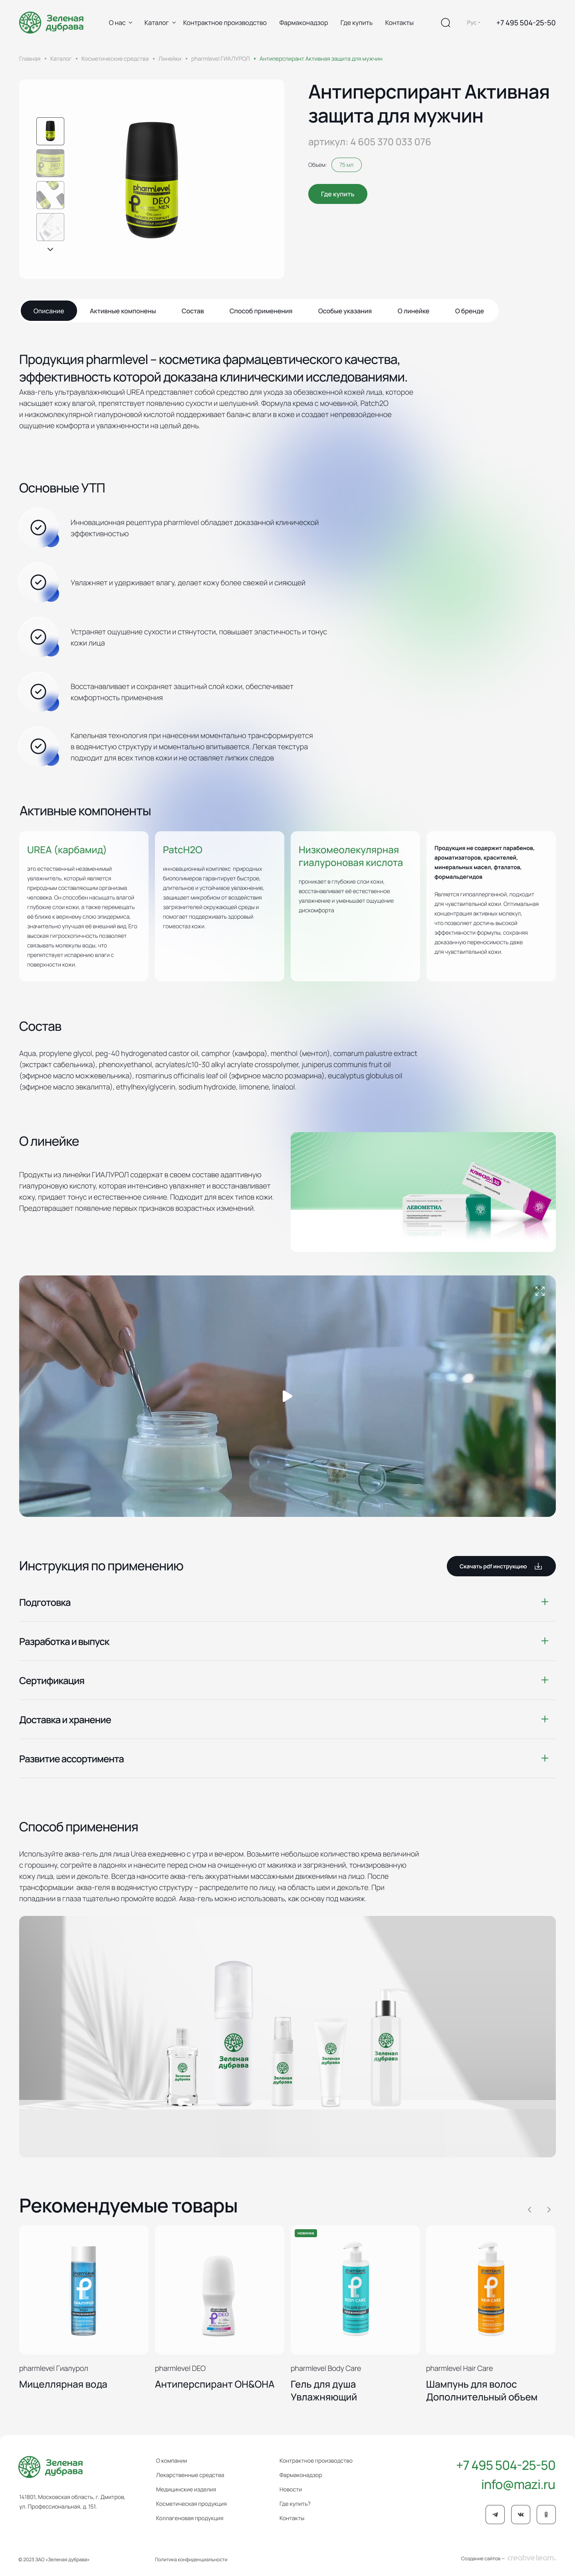 Зеленая
дубрава
О нас
Каталог
Контрактное производство
Фармаконадзор
Где купить
Контакты
Рус
+7 495 504-25-50
Главная • Каталог • Косметические средства • Линейки • pharmlevel ГИАЛУРОЛ • Антиперспирант Активная защита для мужчин
pharmlevel
DEO
MEN
Антиперспирант Активная
защита для мужчин
артикул: 4 605 370 033 076
Объем: 75 мл
Где купить
Описание
Активные компонены
Состав
Способ применения
Особые указания
О линейке
О бренде
Продукция pharmlevel – косметика фармацевтического качества,
эффективность которой доказана клиническими исследованиями.
Аква-гель ультраувлажняющий UREA представляет собой средство для ухода за обезвоженной кожей лица, которое
насыщает кожу влагой, препятствует появлению сухости и шелушений. Формула крема с мочевиной, Patch2O
и низкомолекулярной гиалуроновой кислотой поддерживает баланс влаги в коже и создает непревзойденное
ощущение комфорта и увлажненности на целый день.
Основные УТП
Инновационная рецептура pharmlevel обладает доказанной клинической
эффективностью
Увлажняет и удерживает влагу, делает кожу более свежей и сияющей
Устраняет ощущение сухости и стянутости, повышает эластичность и тонус
кожи лица
Восстанавливает и сохраняет защитный слой кожи, обеспечивает
комфортность применения
Капельная технология при нанесении моментально трансформируется
в водянистую структуру и моментально впитывается. Легкая текстура
подходит для всех типов кожи и не оставляет липких следов
Активные компоненты
UREA (карбамид)
это естественный незаменимый
увлажнитель, который является
природным составляющим организма
человека. Он способен насыщать влагой
глубокие слои кожи, а также перемещать
её ближе к верхнему слою эпидермиса,
значительно улучшая её внешний вид. Его
высокая гигроскопичность позволяет
связывать молекулы воды, что
препятствует испарению влаги с
поверхности кожи.
PatcH2O
инновационный комплекс природных
биополимеров гарантирует быстрое,
длительное и устойчивое увлажнение,
защищает микробиом от воздействия
загрязнителей окружающей среды и
помогает поддерживать здоровый
гомеостаз кожи.
Низкомеолекулярная
гиалуроновая кислота
проникает в глубокие слои кожи,
восстанавливает её естественное
увлажнение и уменьшает ощущение
дискомфорта
Продукция не содержит парабенов,
ароматизаторов, красителей,
минеральных масел, фталатов,
формальдегидов
Является гипоаллергенной, подходит
для чувствительной кожи. Оптимальная
концентрация активных молекул,
что позволяет достичь высокой
эффективности формулы, сохраняя
доказанную переносимость даже
для чувствительной кожи.
Состав
Aqua, propylene glycol, peg-40 hydrogenated castor oil, camphor (камфора), menthol (ментол), comarum palustre extract
(экстракт сабельника), phenoxyethanol, acrylates/c10-30 alkyl acrylate crosspolymer, juniperus communis fruit oil
(эфирное масло можжевельника), rosmarinus officinalis leaf oil (эфирное масло розмарина), eucalyptus globulus oil
(эфирное масло эвкалипта), ethylhexylglycerin, sodium hydroxide, limonene, linalool.
О линейке
Продукты из линейки ГИАЛУРОЛ содержат в своем составе адаптивную
гиалуроновую кислоту, которая интенсивно увлажняет и восстанавливает
кожу, придает тонус и естественное сияние. Подходит для всех типов кожи.
Предотвращает появление первых признаков возрастных изменений.
ЛЕВОМЕТИЛ
Инструкция по применению
Скачать pdf инструкцию
Подготовка
Разработка и выпуск
Сертификация
Доставка и хранение
Развитие ассортимента
Способ применения
Используйте аква-гель для лица Urea ежедневно с утра и вечером. Возьмите небольшое количество крема величиной
с горошину, согрейте в ладонях и нанесите перед сном на очищенную от макияжа и загрязнений, тонизированную
кожу лица, шеи и декольте. Всегда наносите аква-гель аккуратными массажными движениями на лицо. После
трансформации аква-геля в водянистую структуру – распределите по лицу, на область шеи и декольте. При
попадании в глаза тщательно промойте водой. Аква-гель можно использовать, как основу под макияж.
Зеленая
дубрава
Зеленая
дубрава
Зеленая
дубрава
Зеленая
дубрава
Зеленая
дубрава
Рекомендуемые товары
НОВИНКА
pharmlevel Гиалурол
Мицеллярная вода
pharmlevel DEO
Антиперспирант ОН&ОНА
pharmlevel Body Care
Гель для душа
Увлажняющий
pharmlevel Hair Care
Шампунь для волос
Дополнительный объем
Зеленая
дубрава
141801, Московская область, г. Дмитров,
ул. Профессиональная, д. 151.
О компании
Лекарственные средства
Медицинские изделия
Косметическая продукция
Коллагеновая продукция
Контрактное производство
Фармаконадзор
Новости
Где купить?
Контакты
+7 495 504-25-50
info@mazi.ru
© 2023 ЗАО «Зеленая дубрава»
Политика конфиденциальности
Создание сайтов — creativeteam.